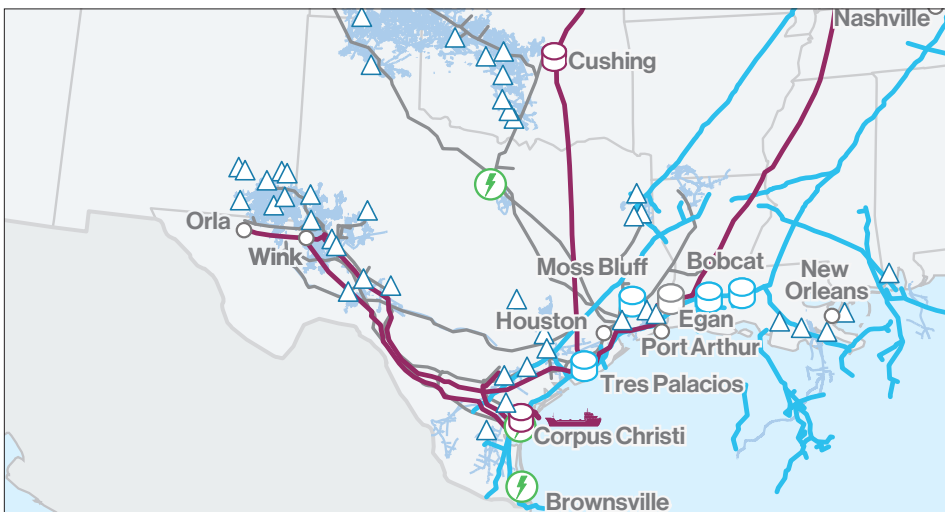 Nashville
Cushing
Orla
Wink
Moss Bluff
Bobcat
New
Orleans
Houston
Egan
Port Arthur
Tres Palacios
Corpus Christi
Brownsville